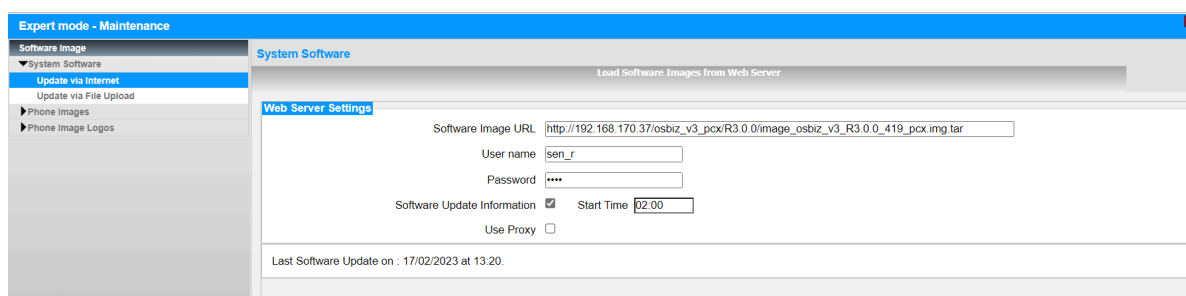 Expert mode - Maintenance
Software Image
System Software
Update via Internet
Update via File Upload
Phone Images
Phone Image Logos
System Software
Load Software Images from Web Server
Web Server Settings
Software Image URL http://192.168.170.37/osbiz_v3_pcx/R3.0.0/image_osbiz_v3_R3.0.0_419_pcx.img.tar
User name sen_r
Password ••••
Software Update Information Start Time 02:00
Use Proxy
Last Software Update on : 17/02/2023 at 13:20.